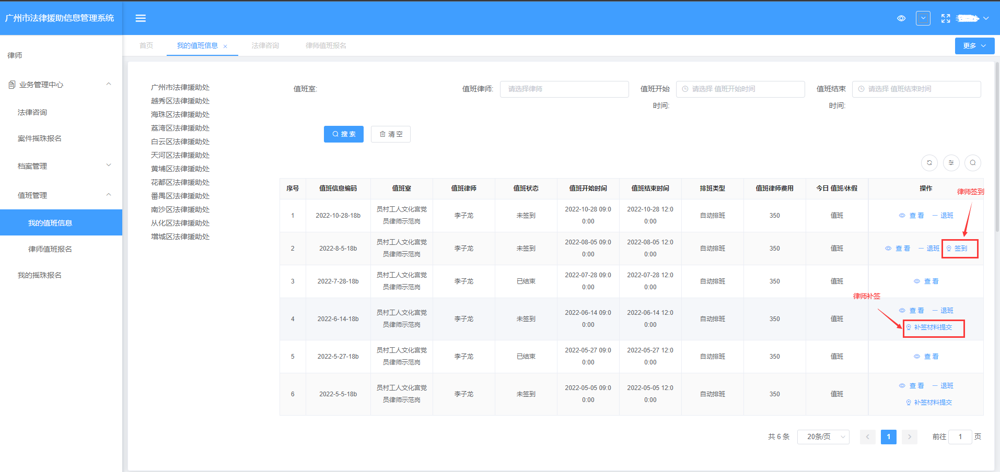 广州市法律援助信息管理系统
首页
我的值班信息
法律咨询
律师值班报名
更多
律师
业务管理中心
法律咨询
案件摇珠报名
档案管理
值班管理
我的值班信息
律师值班报名
我的摇珠报名
广州市法律援助处
越秀区法律援助处
海珠区法律援助处
荔湾区法律援助处
白云区法律援助处
天河区法律援助处
黄埔区法律援助处
花都区法律援助处
番禺区法律援助处
南沙区法律援助处
从化区法律援助处
增城区法律援助处
值班室:
值班律师: 请选择律师
值班开始
时间:
请选择 值班开始时间
值班结束
时间:
请选择 值班结束时间
搜 索
清 空
序号 值班信息编码 值班室 值班律师 值班状态 值班开始时间 值班结束时间 排班类型 值班律师费用 今日 值班/休假 操作
律师签到
1 2022-10-28-18b 员村工人文化宫党 李子龙 未签到 2022-10-28 09:0 2022-10-28 12:0 自动排班 350 值班 查 看 退班
员律师示范岗 0:00 0:00
2 2022-8-5-18b 员村工人文化宫党 李子龙 未签到 2022-08-05 09:0 2022-08-05 12:0 自动排班 350 值班 查 看 退班 签到
员律师示范岗 0:00 0:00
3 2022-7-28-18b 员村工人文化宫党 李子龙 已结束 2022-07-28 09:0 2022-07-28 12:0 自动排班 350 值班 查 看
员律师示范岗 0:00 0:00
律师补签
4 2022-6-14-18b 员村工人文化宫党 李子龙 未签到 2022-06-14 09:0 2022-06-14 12:0 自动排班 350 值班 查 看 退班
员律师示范岗 0:00 0:00 补签材料提交
5 2022-5-27-18b 员村工人文化宫党 李子龙 已结束 2022-05-27 09:0 2022-05-27 12:0 自动排班 350 值班 查 看
员律师示范岗 0:00 0:00
6 2022-5-5-18b 员村工人文化宫党 李子龙 未签到 2022-05-05 09:0 2022-05-05 12:0 自动排班 350 值班 查 看 退班
员律师示范岗 0:00 0:00 补签材料提交
共 6 条 20条/页 1 前往 1 页